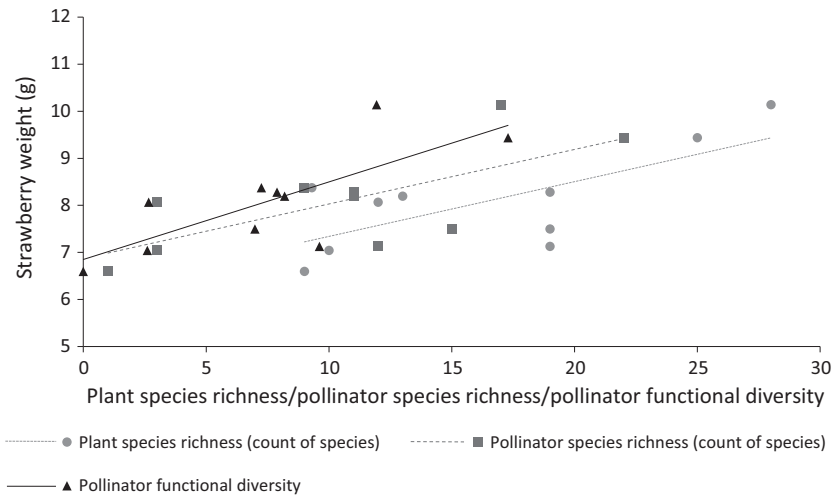 12
11
10
9
8
7
6
5
Strawberry weight (g)
0 5 10 15 20 25 30
Plant species richness/pollinator species richness/pollinator functional diversity
Plant species richness (count of species) Pollinator species richness (count of species)
Pollinator functional diversity